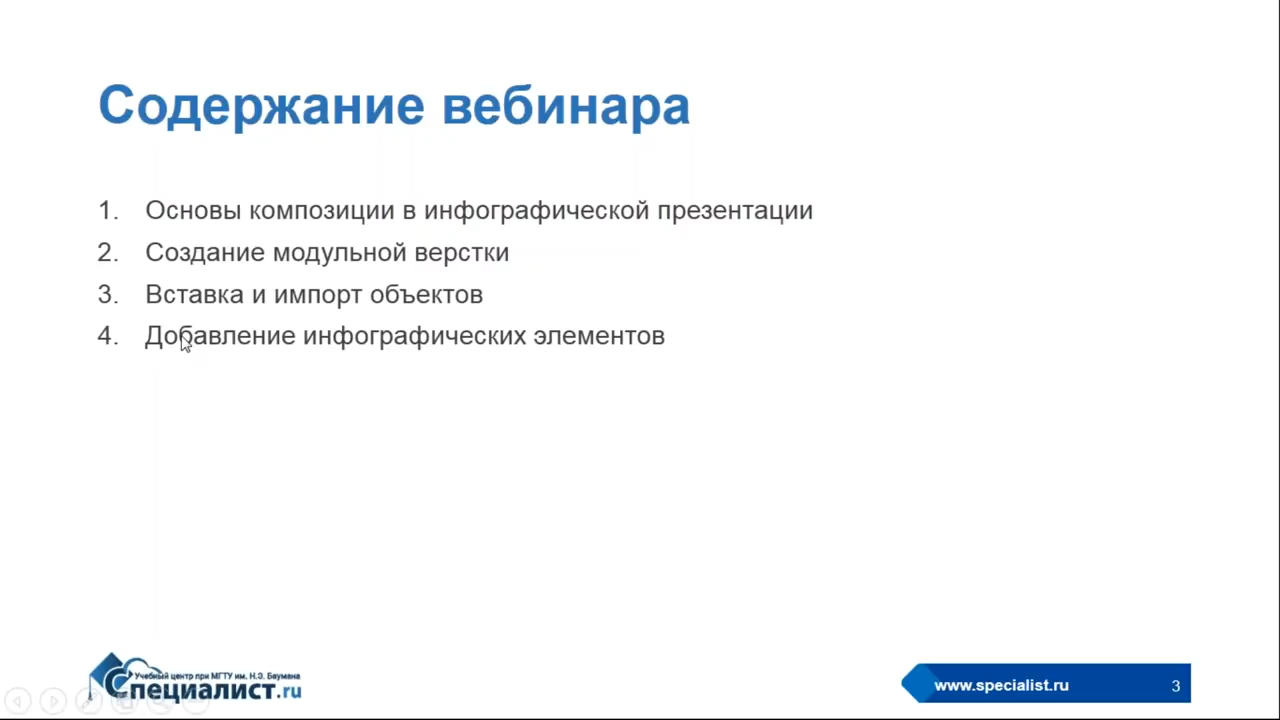 Содержание вебинара
1. Основы композиции в инфографической презентации
2. Создание модульной верстки
3. Вставка и импорт объектов
4. Добавление инфографических элементов
Учебный центр при МГТУ им. Н.Э. Баумана
Специалист.ru
www.specialist.ru
3